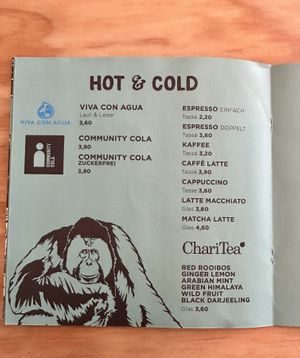 HOT & COLD
VIVA CON AGUA
VIVA CON AGUA
Laut & Leise
3,60
COMMUNITY COLA
COMMUNITY COLA
3,90
COMMUNITY COLA
ZUCKERFREI
3,90
ESPRESSO EINFACH
Tasse 2,20
ESPRESSO DOPPELT
Tasse 3,60
KAFFEE
Tasse 3,20
CAFFÈ LATTE
Tasse 3,90
CAPPUCCINO
Tasse 3,60
LATTE MACCHIATO
Glas 3,60
MATCHA LATTE
Glas 4,60
ChariTea
RED ROOIBOS
GINGER LEMON
ARABIAN MINT
GREEN HIMALAYA
WILD FRUIT
BLACK DARJEELING
Glas 3,60